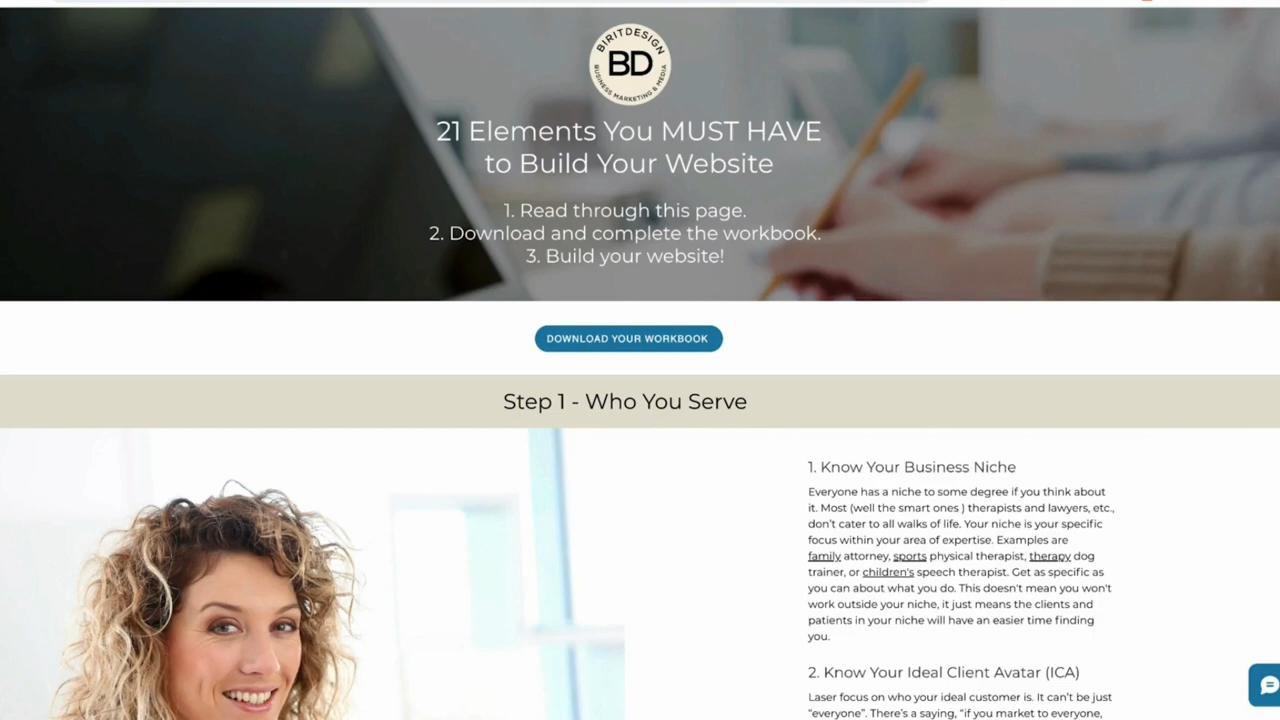 BIRITDESIGN
BD
BUSINESS MARKETING & MEDIA
21 Elements You MUST HAVE
to Build Your Website
1. Read through this page.
2. Download and complete the workbook.
3. Build your website!
DOWNLOAD YOUR WORKBOOK
Step 1 - Who You Serve
1. Know Your Business Niche
Everyone has a niche to some degree if you think about
it. Most (well the smart ones ) therapists and lawyers, etc.,
don’t cater to all walks of life. Your niche is your specific
focus within your area of expertise. Examples are
family attorney, sports physical therapist, therapy dog
trainer, or children's speech therapist. Get as specific as
you can about what you do. This doesn't mean you won't
work outside your niche, it just means the clients and
patients in your niche will have an easier time finding
you.
2. Know Your Ideal Client Avatar (ICA)
Laser focus on who your ideal customer is. It can’t be just
“everyone”. There’s a saying, “if you market to everyone,